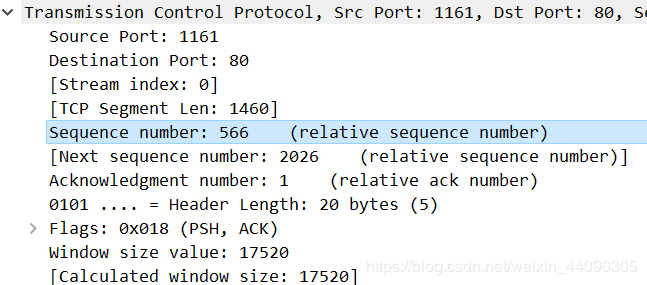 Transmission Control Protocol, Src Port: 1161, Dst Port: 80, Se
Source Port: 1161
Destination Port: 80
[Stream index: 0]
[TCP Segment Len: 1460]
Sequence number: 566    (relative sequence number)
[Next sequence number: 2026    (relative sequence number)]
Acknowledgment number: 1    (relative ack number)
0101 .... = Header Length: 20 bytes (5)
Flags: 0x018 (PSH, ACK)
Window size value: 17520
[Calculated window size: 17520]
https://blog.csdn.net/weixin_44090305